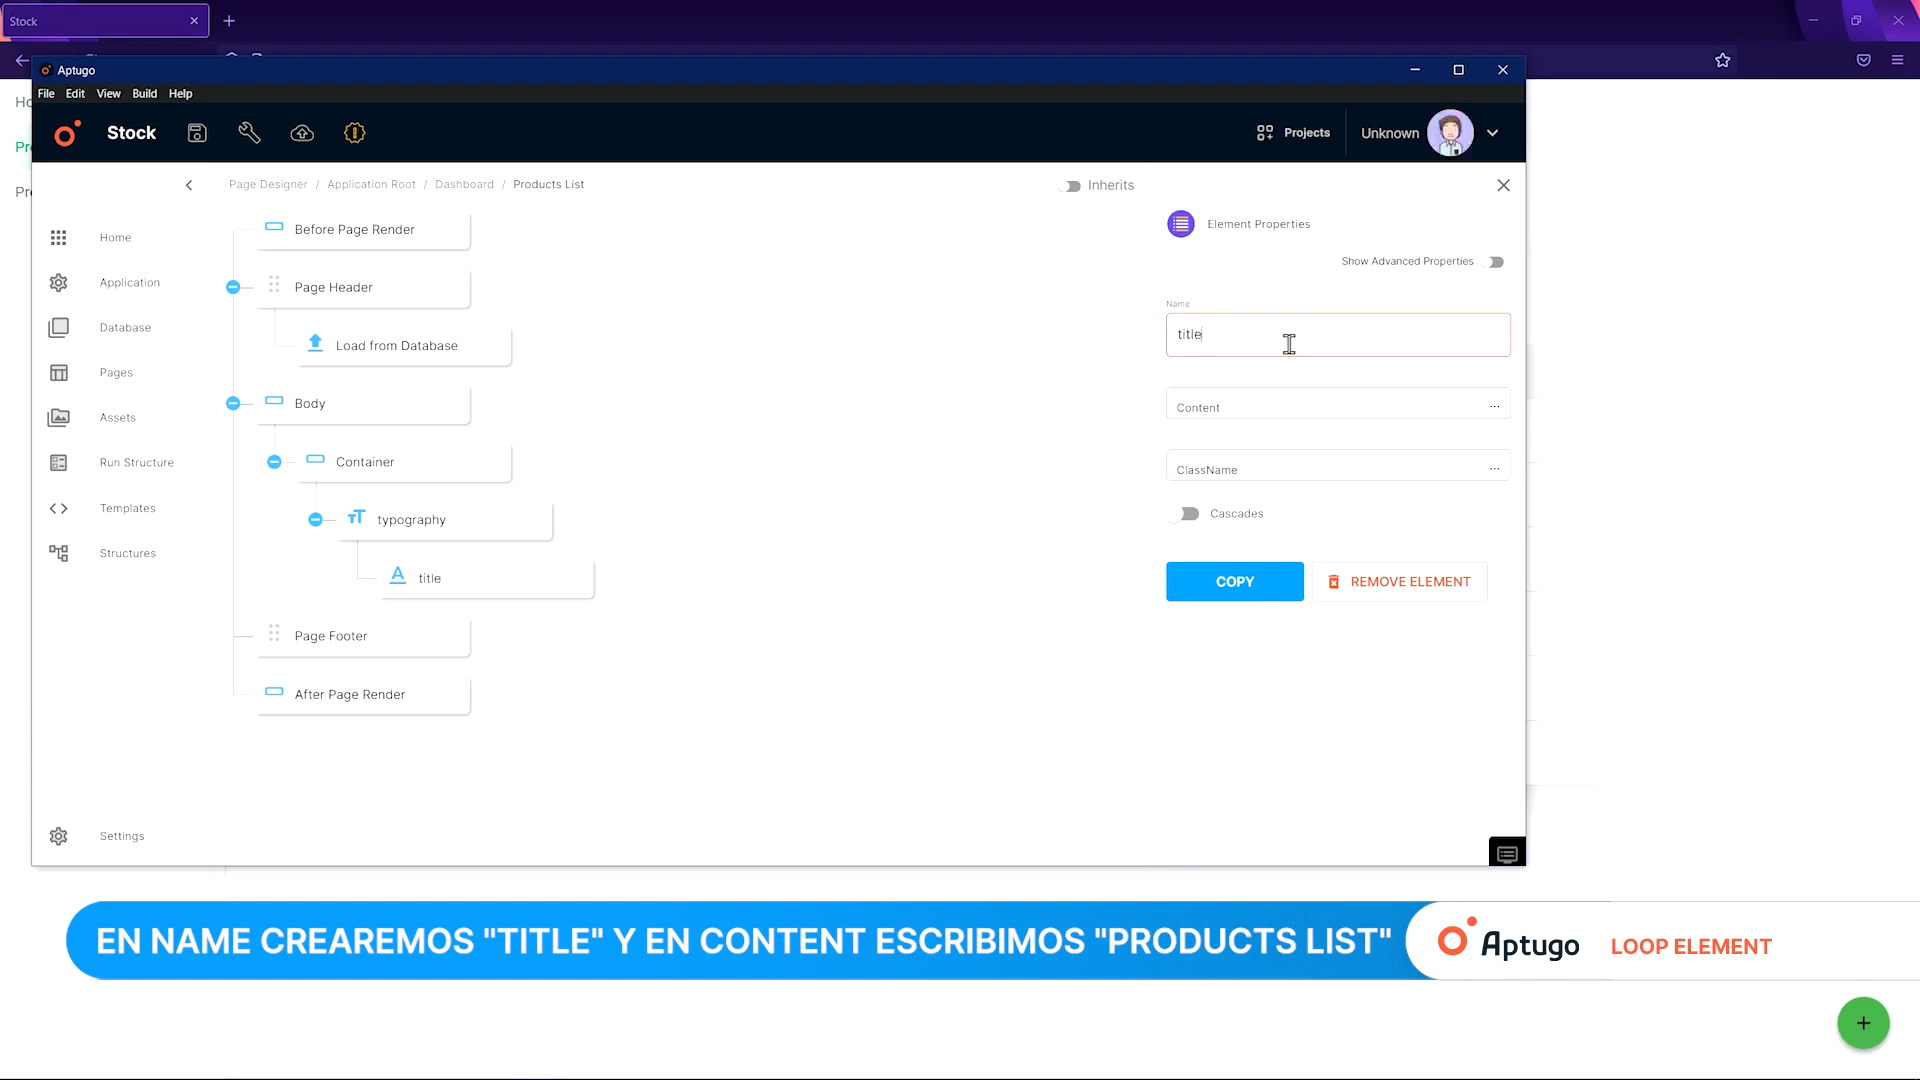 Stock
Aptugo
File Edit View Build Help
Stock
Projects
Unknown
Page Designer / Application Root / Dashboard / Products List
Inherits
Home
Application
Database
Pages
Assets
Run Structure
Templates
Structures
Settings
Before Page Render
Page Header
Load from Database
Body
Container
typography
title
Page Footer
After Page Render
Element Properties
Show Advanced Properties
Name
title
Content ...
ClassName ...
Cascades
COPY
REMOVE ELEMENT
EN NAME CREAREMOS "TITLE" Y EN CONTENT ESCRIBIMOS "PRODUCTS LIST"
Aptugo
LOOP ELEMENT